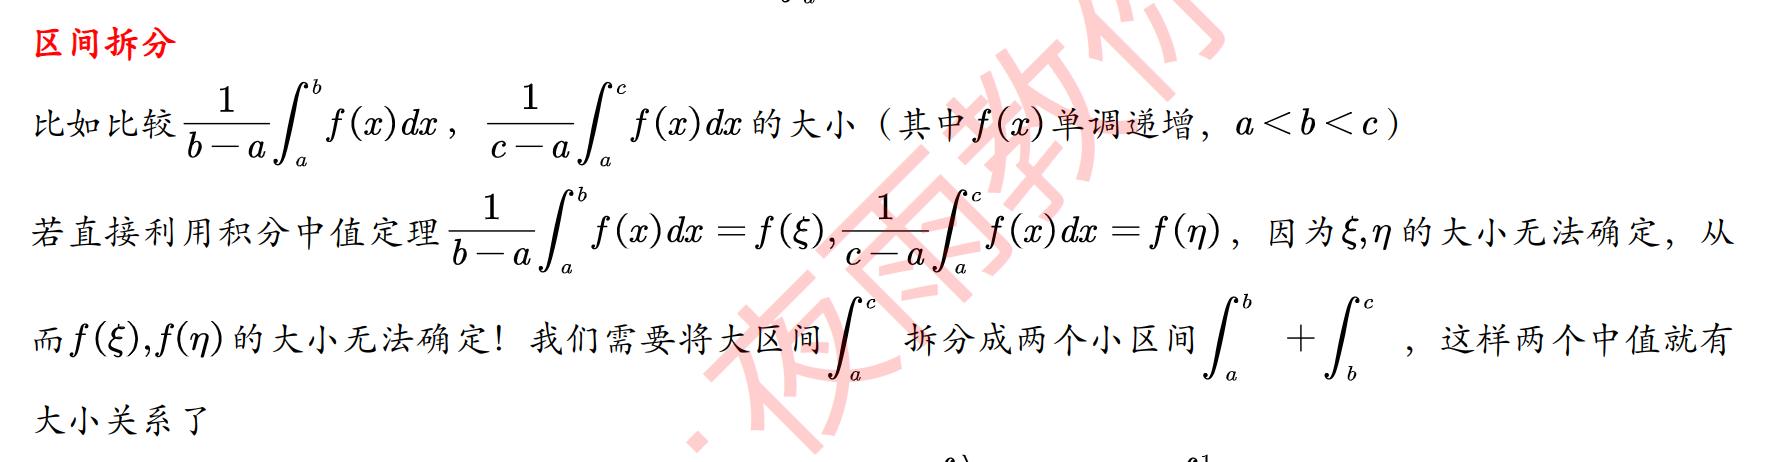 区间拆分
比如比较 $\frac{1}{b-a}\int_a^b f(x)dx$，$\frac{1}{c-a}\int_a^c f(x)dx$ 的大小（其中 $f(x)$ 单调递增，$a<b<c$）
若直接利用积分中值定理 $\frac{1}{b-a}\int_a^b f(x)dx=f(\xi),\frac{1}{c-a}\int_a^c f(x)dx=f(\eta)$，因为 $\xi,\eta$ 的大小无法确定，从
而 $f(\xi),f(\eta)$ 的大小无法确定！我们需要将大区间 $\int_a^c$ 拆分成两个小区间 $\int_a^b+\int_b^c$，这样两个中值就有
大小关系了
·夜雨教你